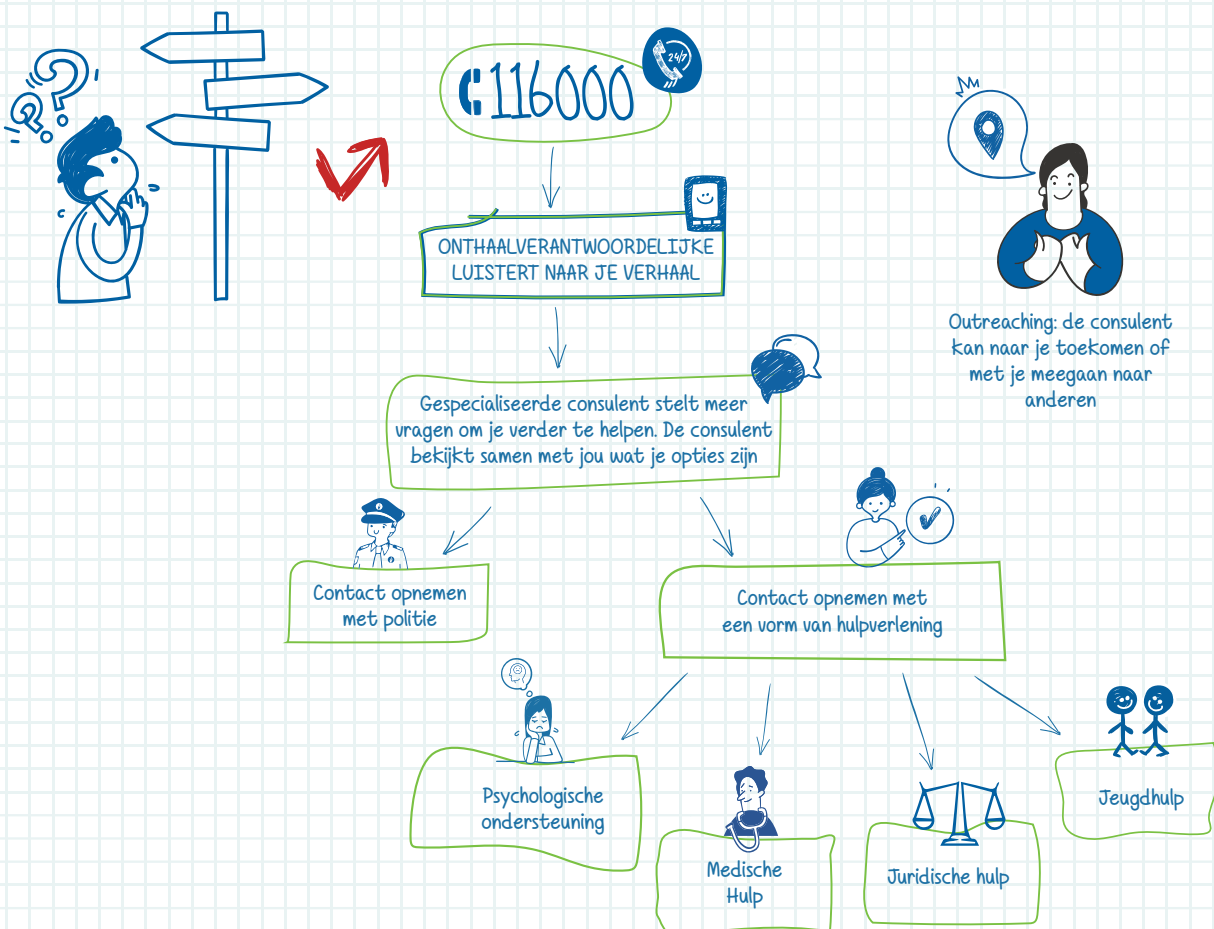 116000
24/7
ONTHAALVERANTWOORDELIJKE
LUISTERT NAAR JE VERHAAL
Outreaching: de consulent
kan naar je toekomen of
met je meegaan naar
anderen
Gespecialiseerde consulent stelt meer
vragen om je verder te helpen. De consulent
bekijkt samen met jou wat je opties zijn
Contact opnemen
met politie
Contact opnemen met
een vorm van hulpverlening
Psychologische
ondersteuning
Medische
Hulp
Juridische hulp
Jeugdhulp